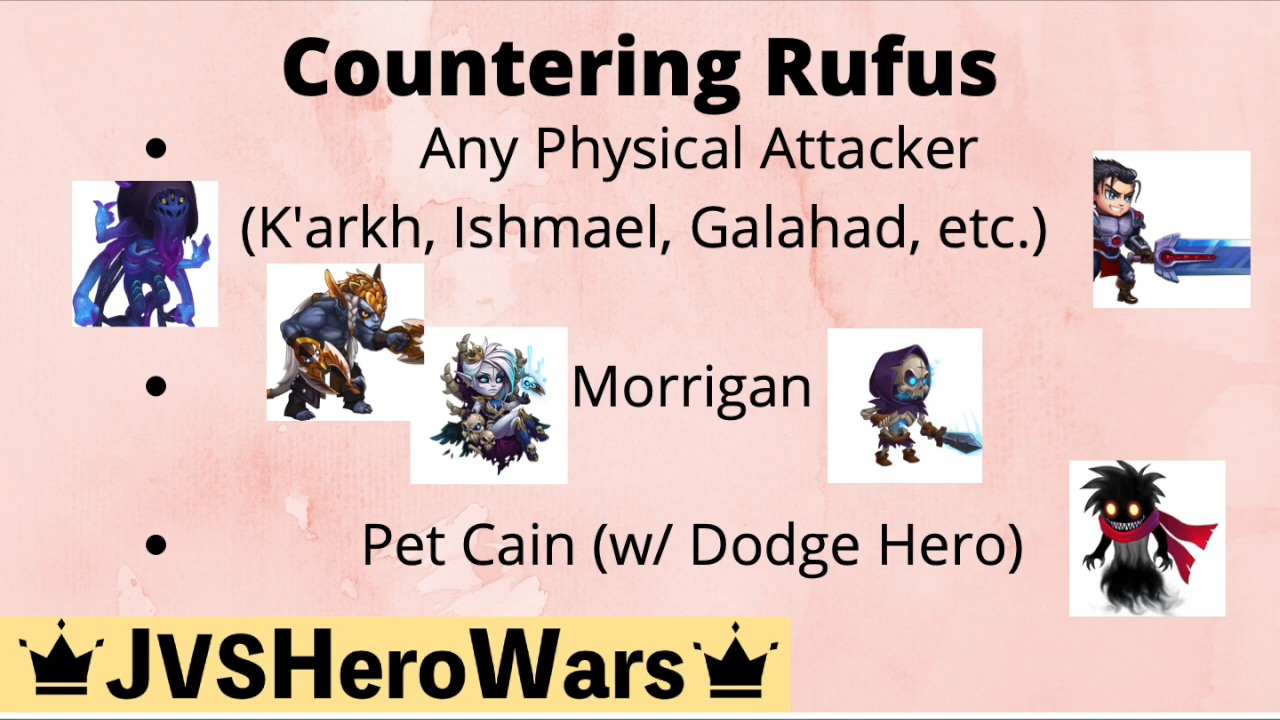 Countering Rufus
• Any Physical Attacker
(K'arkh, Ishmael, Galahad, etc.)
• Morrigan
• Pet Cain (w/ Dodge Hero)
JVSHeroWars